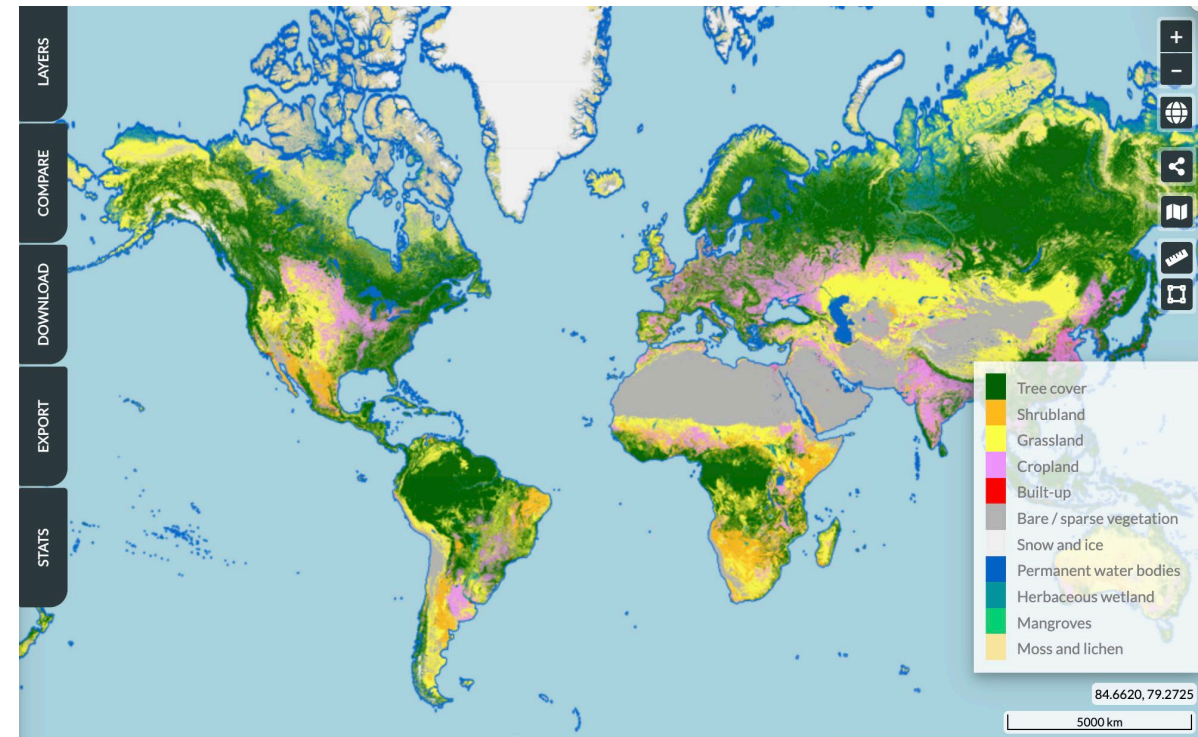 LAYERS
COMPARE
DOWNLOAD
EXPORT
STATS
+
−
Tree cover
Shrubland
Grassland
Cropland
Built-up
Bare / sparse vegetation
Snow and ice
Permanent water bodies
Herbaceous wetland
Mangroves
Moss and lichen
84.6620, 79.2725
5000 km